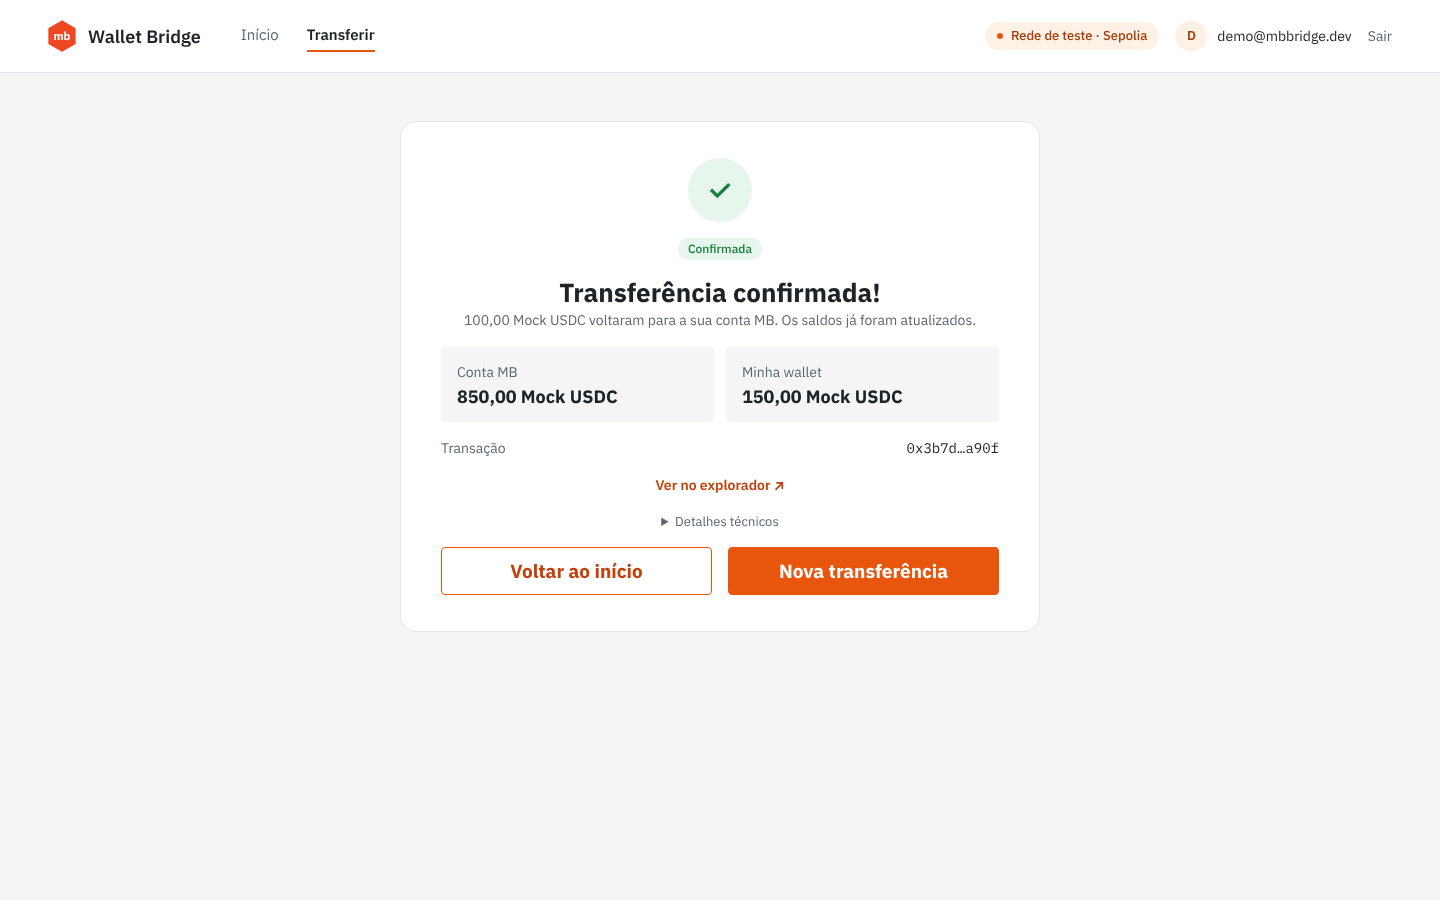 mb Wallet Bridge Início Transferir Rede de teste · Sepolia D demo@mbbridge.dev Sair
Confirmada
Transferência confirmada!
100,00 Mock USDC voltaram para a sua conta MB. Os saldos já foram atualizados.
Conta MB
850,00 Mock USDC
Minha wallet
150,00 Mock USDC
Transação 0x3b7d…a90f
Ver no explorador ↗
▶ Detalhes técnicos
Voltar ao início Nova transferência